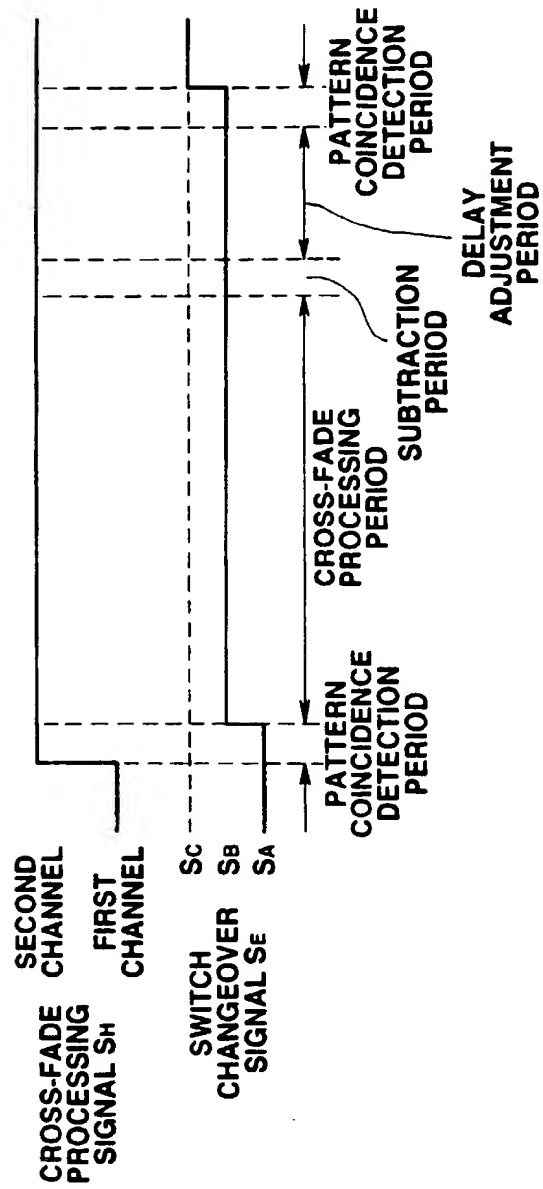 CROSS-FADE
PROCESSING
SIGNAL SH
SECOND
CHANNEL
FIRST
CHANNEL
SWITCH
CHANGEOVER
SIGNAL SE
SC
SB
SA
PATTERN
COINCIDENCE
DETECTION
PERIOD
CROSS-FADE
PROCESSING
PERIOD
SUBTRACTION
PERIOD
DELAY
ADJUSTMENT
PERIOD
PATTERN
COINCIDENCE
DETECTION
PERIOD